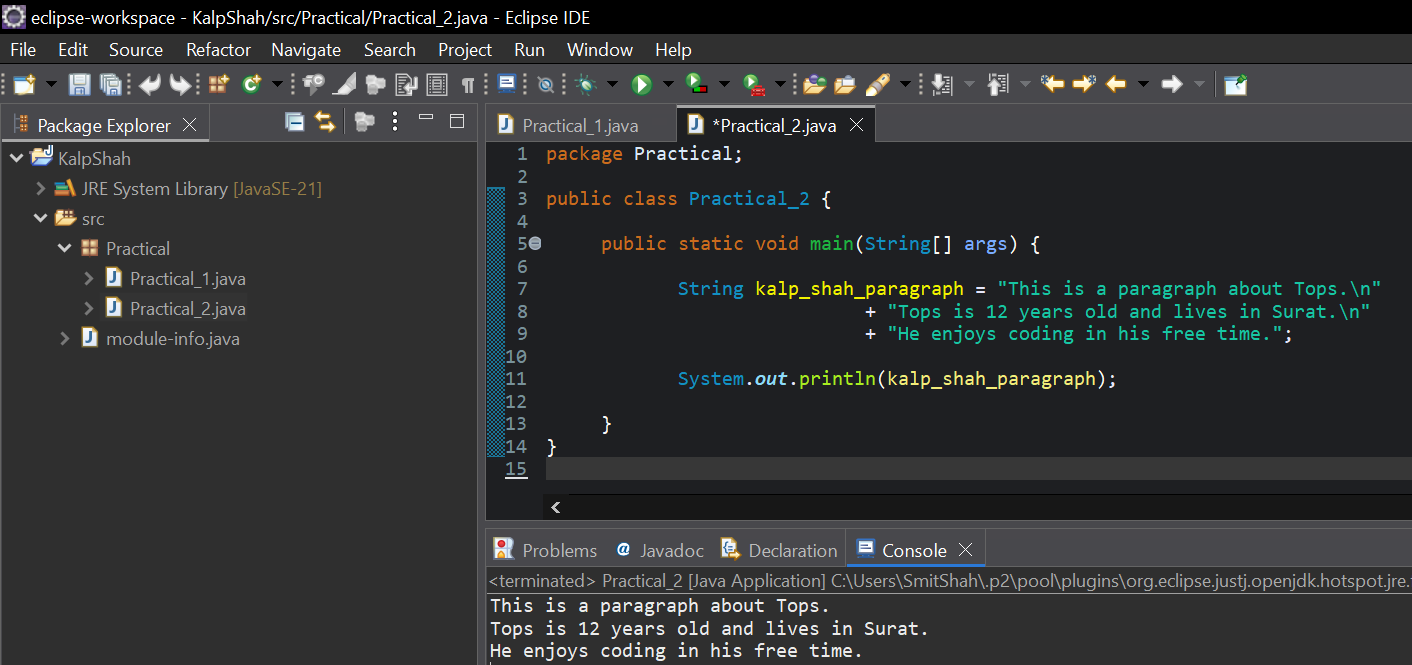 eclipse-workspace - KalpShah/src/Practical/Practical_2.java - Eclipse IDE
File Edit Source Refactor Navigate Search Project Run Window Help
Package Explorer
KalpShah
JRE System Library [JavaSE-21]
src
Practical
Practical_1.java
Practical_2.java
module-info.java
Practical_1.java *Practical_2.java
1 package Practical;
2
3 public class Practical_2 {
4
5 public static void main(String[] args) {
6
7 String kalp_shah_paragraph = "This is a paragraph about Tops.\n"
8 + "Tops is 12 years old and lives in Surat.\n"
9 + "He enjoys coding in his free time.";
10
11 System.out.println(kalp_shah_paragraph);
12
13 }
14 }
15
Problems Javadoc Declaration Console
<terminated> Practical_2 [Java Application] C:\Users\SmitShah\.p2\pool\plugins\org.eclipse.justj.openjdk.hotspot.jre.
This is a paragraph about Tops.
Tops is 12 years old and lives in Surat.
He enjoys coding in his free time.